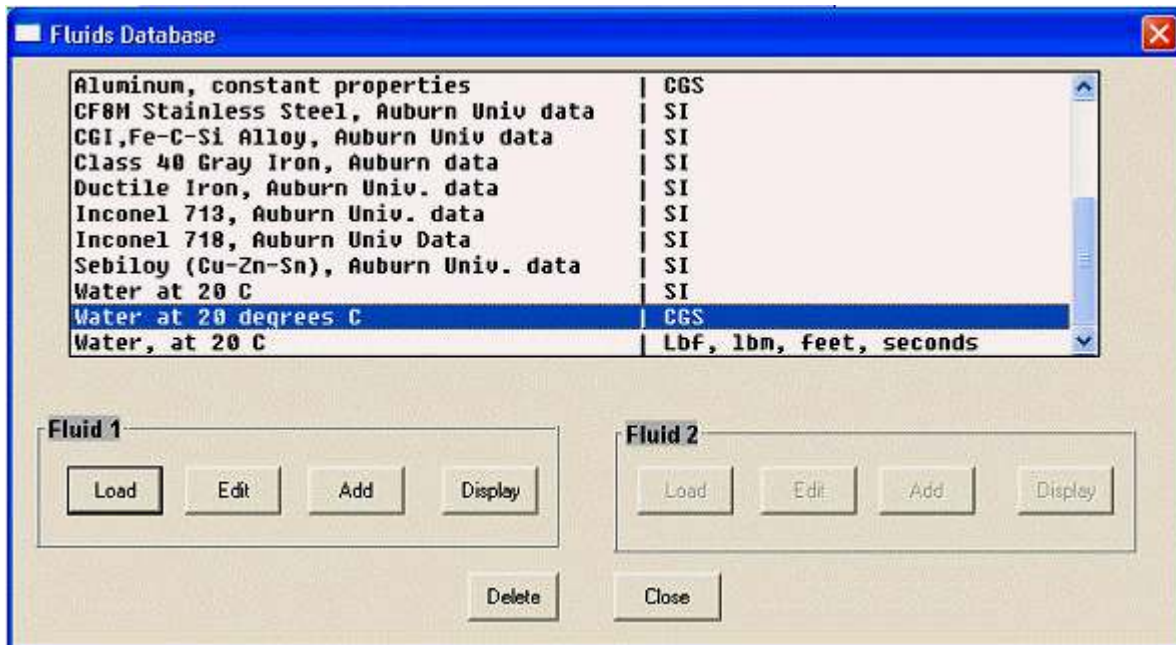 Fluids Database
Aluminum, constant properties | CGS
CF8M Stainless Steel, Auburn Univ data | SI
CGI,Fe-C-Si Alloy, Auburn Univ data | SI
Class 40 Gray Iron, Auburn data | SI
Ductile Iron, Auburn Univ. data | SI
Inconel 713, Auburn Univ. data | SI
Inconel 718, Auburn Univ Data | SI
Sebiloy (Cu-Zn-Sn), Auburn Univ. data | SI
Water at 20 C | SI
Water at 20 degrees C | CGS
Water, at 20 C | Lbf, lbm, feet, seconds
Fluid 1
Load Edit Add Display
Fluid 2
Load Edit Add Display
Delete Close